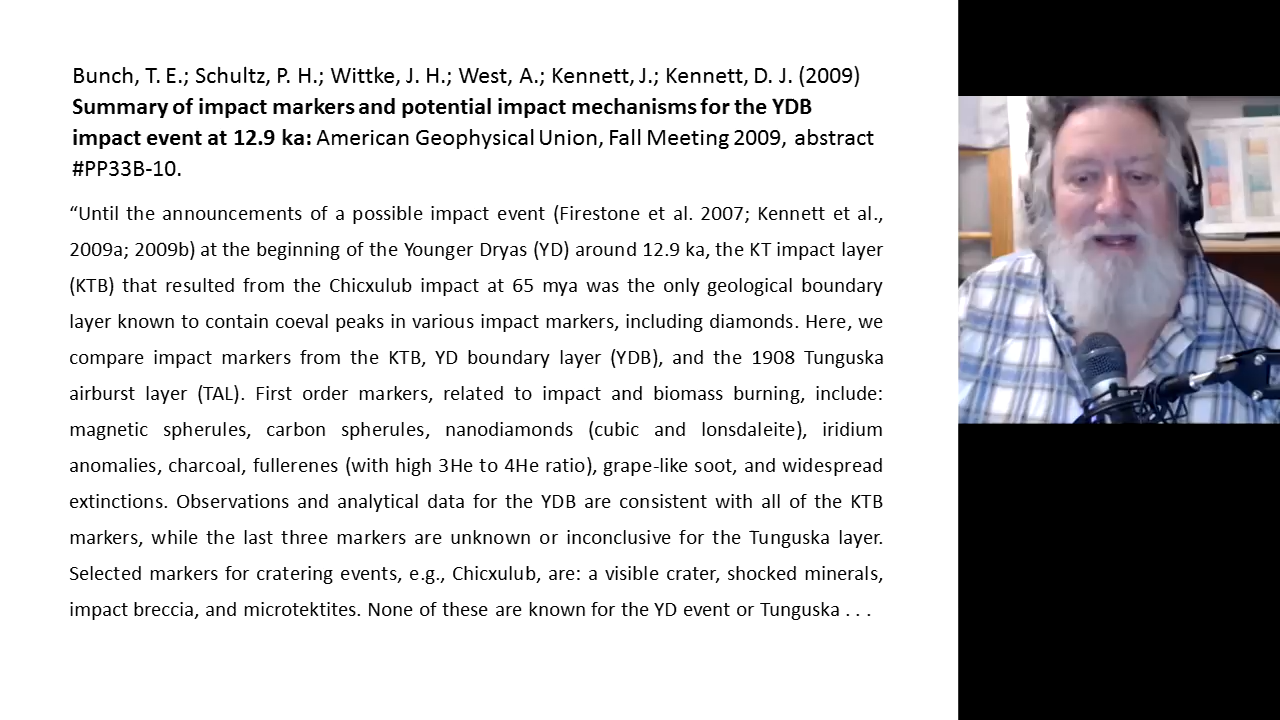 Bunch, T. E.; Schultz, P. H.; Wittke, J. H.; West, A.; Kennett, J.; Kennett, D. J. (2009)
Summary of impact markers and potential impact mechanisms for the YDB
impact event at 12.9 ka: American Geophysical Union, Fall Meeting 2009, abstract
#PP33B-10.
“Until the announcements of a possible impact event (Firestone et al. 2007; Kennett et al.,
2009a; 2009b) at the beginning of the Younger Dryas (YD) around 12.9 ka, the KT impact layer
(KTB) that resulted from the Chicxulub impact at 65 mya was the only geological boundary
layer known to contain coeval peaks in various impact markers, including diamonds. Here, we
compare impact markers from the KTB, YD boundary layer (YDB), and the 1908 Tunguska
airburst layer (TAL). First order markers, related to impact and biomass burning, include:
magnetic spherules, carbon spherules, nanodiamonds (cubic and lonsdaleite), iridium
anomalies, charcoal, fullerenes (with high 3He to 4He ratio), grape-like soot, and widespread
extinctions. Observations and analytical data for the YDB are consistent with all of the KTB
markers, while the last three markers are unknown or inconclusive for the Tunguska layer.
Selected markers for cratering events, e.g., Chicxulub, are: a visible crater, shocked minerals,
impact breccia, and microtektites. None of these are known for the YD event or Tunguska . . .